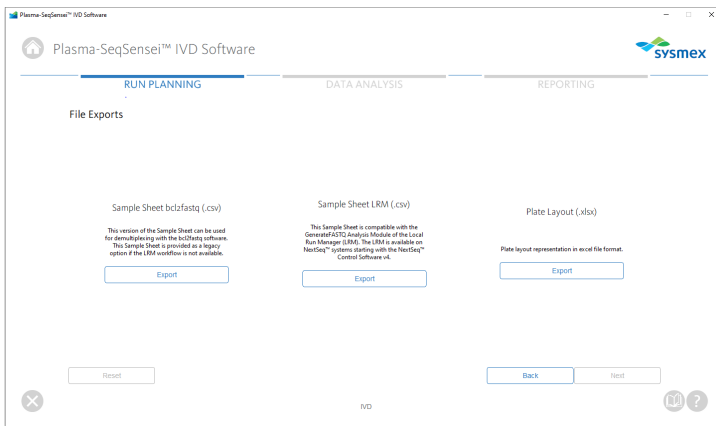 Plasma-SeqSensei™ IVD Software
Plasma-SeqSensei™ IVD Software
sysmex
RUN PLANNING
DATA ANALYSIS
REPORTING
File Exports
Sample Sheet bcl2fastq (.csv)
This version of the Sample Sheet can be used
for demultiplexing with the bcl2fastq software.
This Sample Sheet is provided as a legacy
option if the LRM workflow is not available.
Export
Sample Sheet LRM (.csv)
This Sample Sheet is compatible with the
GenerateFASTQ Analysis Module of the Local
Run Manager (LRM). The LRM is available on
NextSeq™ systems starting with the NextSeq™
Control Software v4.
Export
Plate Layout (.xlsx)
Plate layout representation in excel file format.
Export
Reset
Back
Next
IVD
?